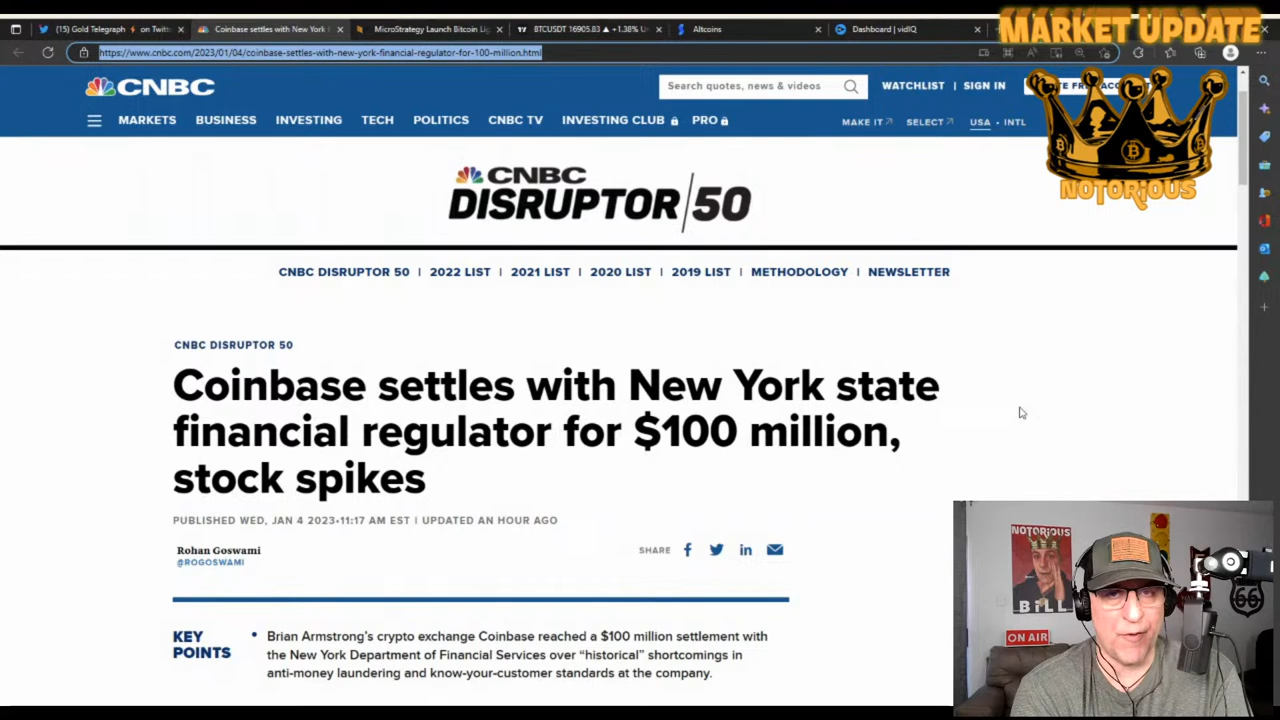 (15) Gold Telegraph ⚡ on Twitt
Coinbase settles with New York
MicroStrategy Launch Bitcoin Lig
BTCUSDT 16905.83 ▲ +1.38% U
Altcoins
Dashboard | vidIQ
MARKET UPDATE
https://www.cnbc.com/2023/01/04/coinbase-settles-with-new-york-financial-regulator-for-100-million.html
CNBC
Search quotes, news & videos
WATCHLIST | SIGN IN
MARKETS BUSINESS INVESTING TECH POLITICS CNBC TV INVESTING CLUB PRO
MAKE IT SELECT USA • INTL
NOTORIOUS
CNBC
DISRUPTOR/50
CNBC DISRUPTOR 50 | 2022 LIST | 2021 LIST | 2020 LIST | 2019 LIST | METHODOLOGY | NEWSLETTER
CNBC DISRUPTOR 50
Coinbase settles with New York state
financial regulator for $100 million,
stock spikes
PUBLISHED WED, JAN 4 2023•11:17 AM EST | UPDATED AN HOUR AGO
Rohan Goswami
@ROGOSWAMI
SHARE
KEY
POINTS
• Brian Armstrong's crypto exchange Coinbase reached a $100 million settlement with
the New York Department of Financial Services over “historical” shortcomings in
anti-money laundering and know-your-customer standards at the company.
NOTORIOUS
BILL
ON AIR
66